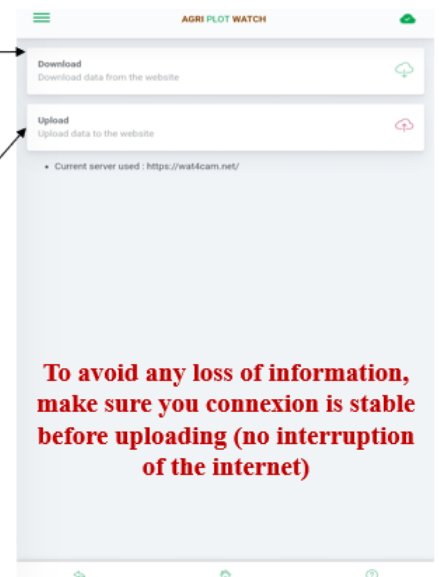 AGRI PLOT WATCH
Download
Download data from the website
Upload
Upload data to the website
• Current server used : https://wat4cam.net/
To avoid any loss of information,
make sure you connexion is stable
before uploading (no interruption
of the internet)